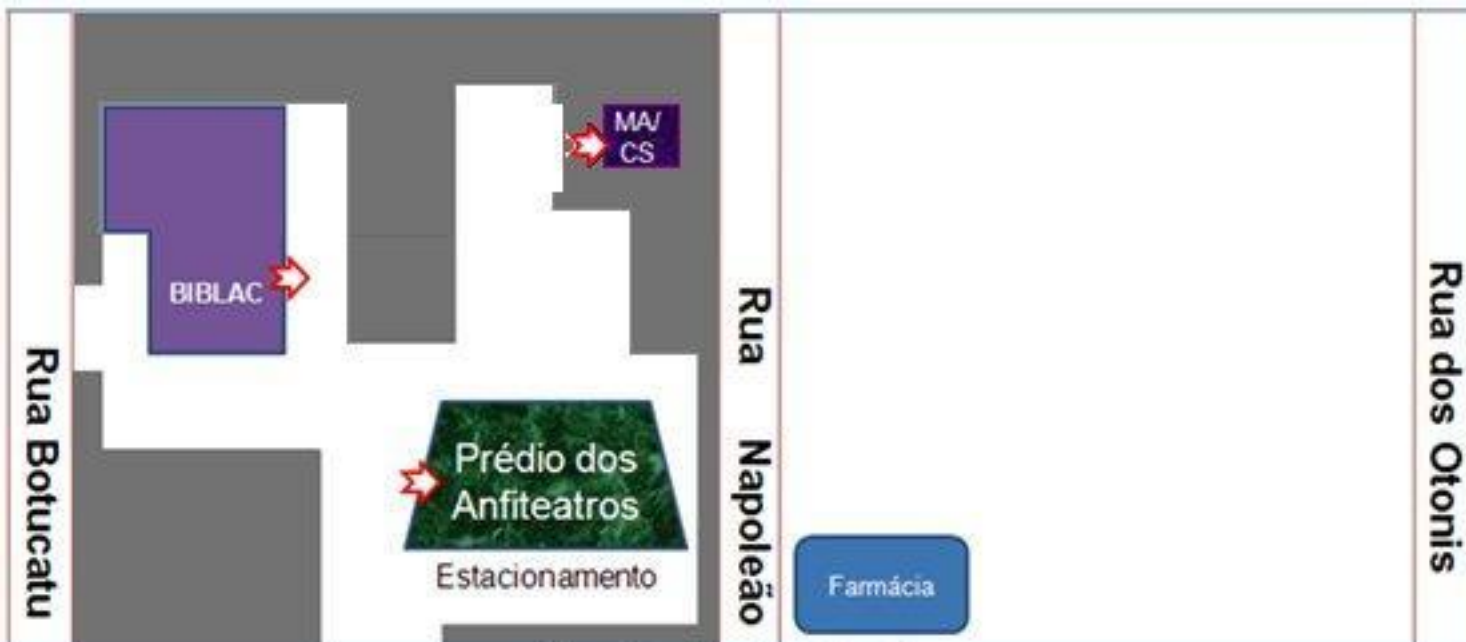 MA/
CS
BIBLAC
Rua Botucatu
Prédio dos
Anfiteatros
Estacionamento
Rua Napoleão
Farmácia
Rua dos Otonis